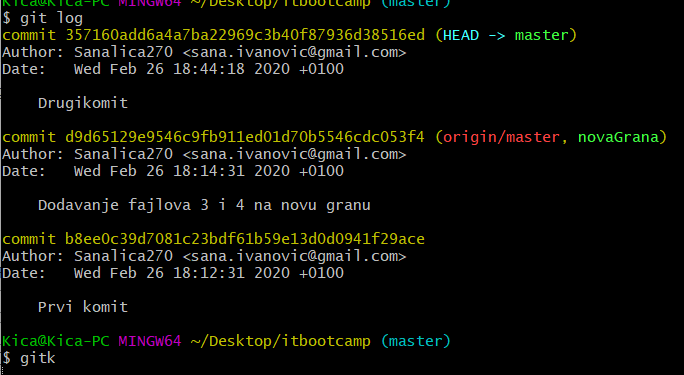 Kica@Kica-PC MINGW64 ~/Desktop/itbootcamp (master)
$ git log
commit 357160add6a4a7ba22969c3b40f87936d38516ed (HEAD -> master)
Author: Sanalica270 <sana.ivanovic@gmail.com>
Date:   Wed Feb 26 18:44:18 2020 +0100
    Drugikomit
commit d9d65129e9546c9fb911ed01d70b5546cdc053f4 (origin/master, novaGrana)
Author: Sanalica270 <sana.ivanovic@gmail.com>
Date:   Wed Feb 26 18:14:31 2020 +0100
    Dodavanje fajlova 3 i 4 na novu granu
commit b8ee0c39d7081c23bdf61b59e13d0d0941f29ace
Author: Sanalica270 <sana.ivanovic@gmail.com>
Date:   Wed Feb 26 18:12:31 2020 +0100
    Prvi komit
Kica@Kica-PC MINGW64 ~/Desktop/itbootcamp (master)
$ gitk